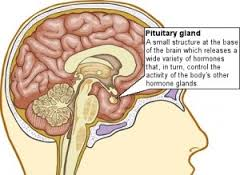 Pituitary gland
A small structure at the base
of the brain which releases a
wide variety of hormones
that, in turn, control the
activity of the body's other
hormone glands.